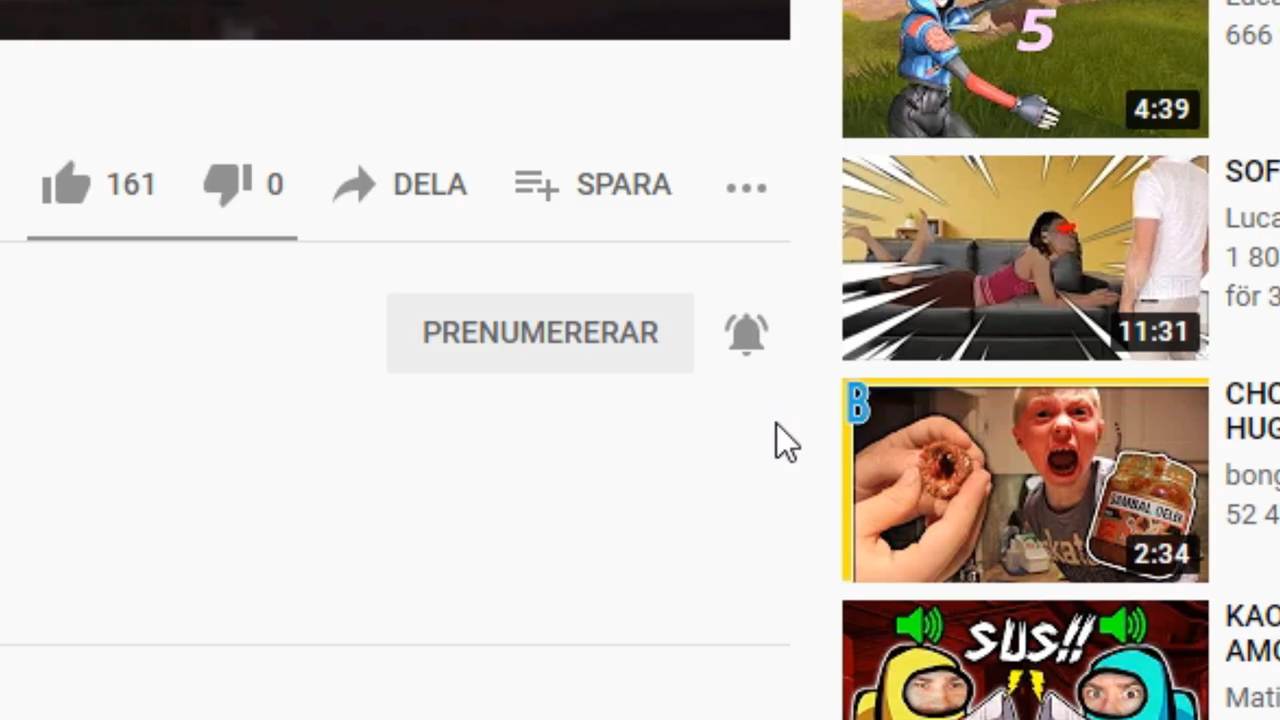 161
0
DELA
SPARA
PRENUMERERAR
5
4:39
666
11:31
SOF
Luca
1 80
för 3
B
SAMBAL OELEK
2:34
CHO
HUG
bong
52 4
SUS!!
KAO
AMO
Mati